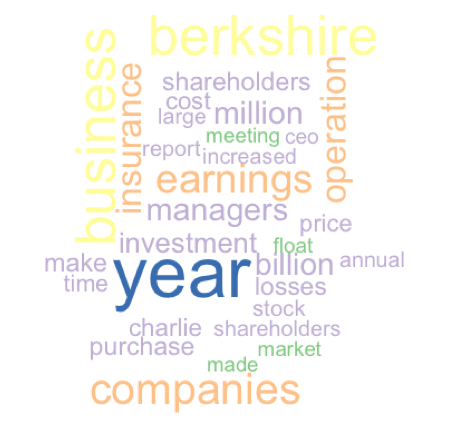 berkshire
business
insurance
operation
shareholders
cost
large million
meeting ceo
report increased
earnings
managers
price
investment float
make year billion annual
time losses
stock
charlie shareholders
purchase market
made
companies